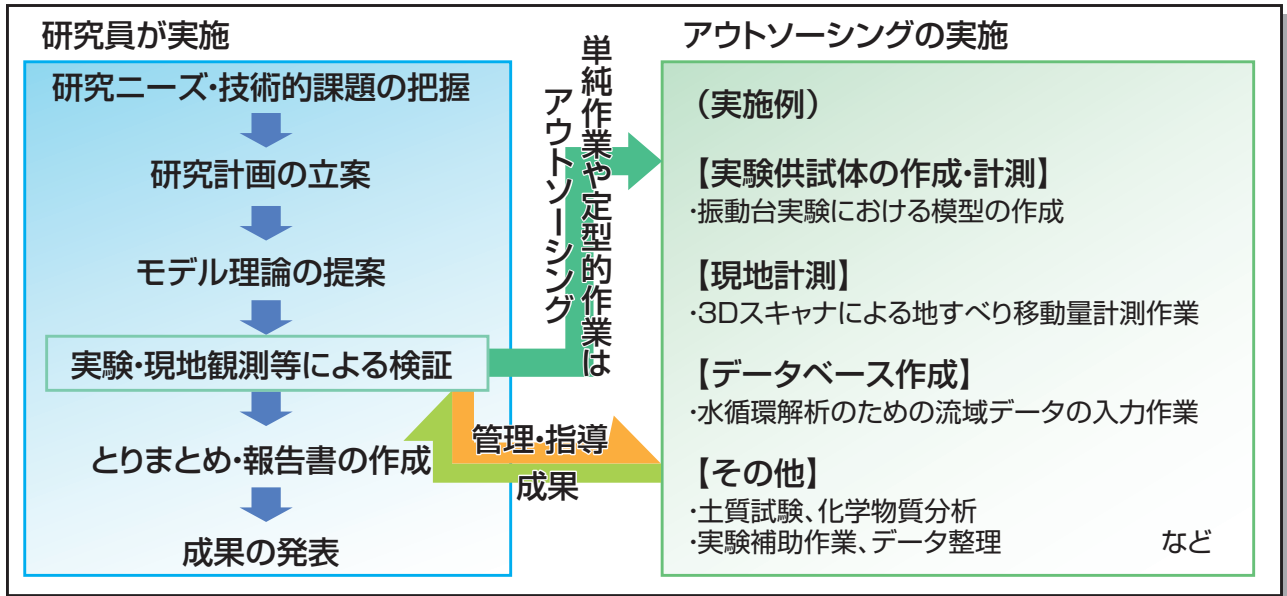 研究員が実施
研究ニーズ・技術的課題の把握
研究計画の立案
モデル理論の提案
実験・現地観測等による検証
とりまとめ・報告書の作成
成果の発表
単純作業や定型的作業は
アウトソーシング
管理・指導
成果
アウトソーシングの実施
（実施例）
【実験供試体の作成・計測】
・振動台実験における模型の作成
【現地計測】
・3Dスキャナによる地すべり移動量計測作業
【データベース作成】
・水循環解析のための流域データの入力作業
【その他】
・土質試験、化学物質分析
・実験補助作業、データ整理　など